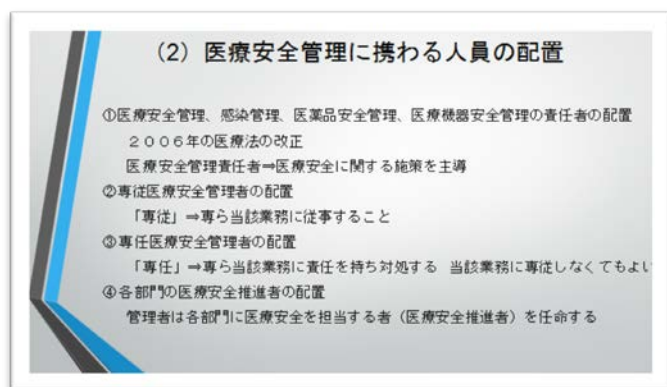 （2）医療安全管理に携わる人員の配置
①医療安全管理、感染管理、医薬品安全管理、医療機器安全管理の責任者の配置
２００６年の医療法の改正
医療安全管理責任者⇒医療安全に関する施策を主導
②専従医療安全管理者の配置
「専従」⇒専ら当該業務に従事すること
③専任医療安全管理者の配置
「専任」⇒専ら当該業務に責任を持ち対処する 当該業務に専従しなくてもよい
④各部門の医療安全推進者の配置
管理者は各部門に医療安全を担当する者（医療安全推進者）を任命する